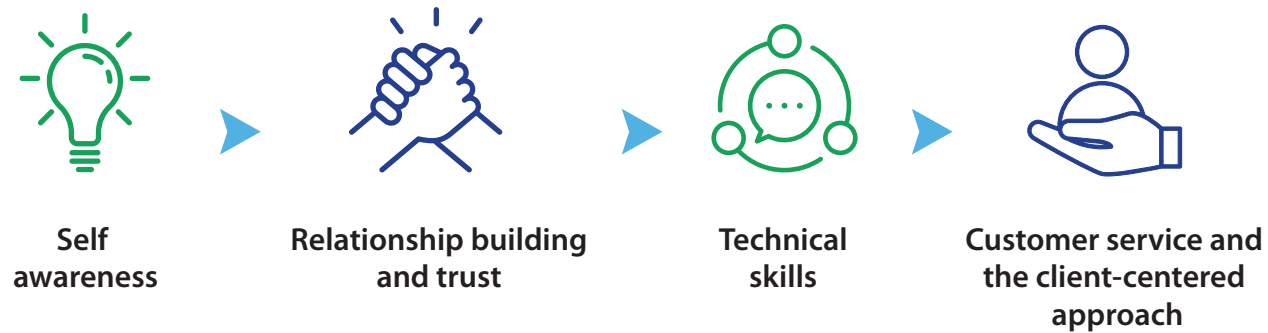 Self
awareness
Relationship building
and trust
Technical
skills
Customer service and
the client-centered
approach